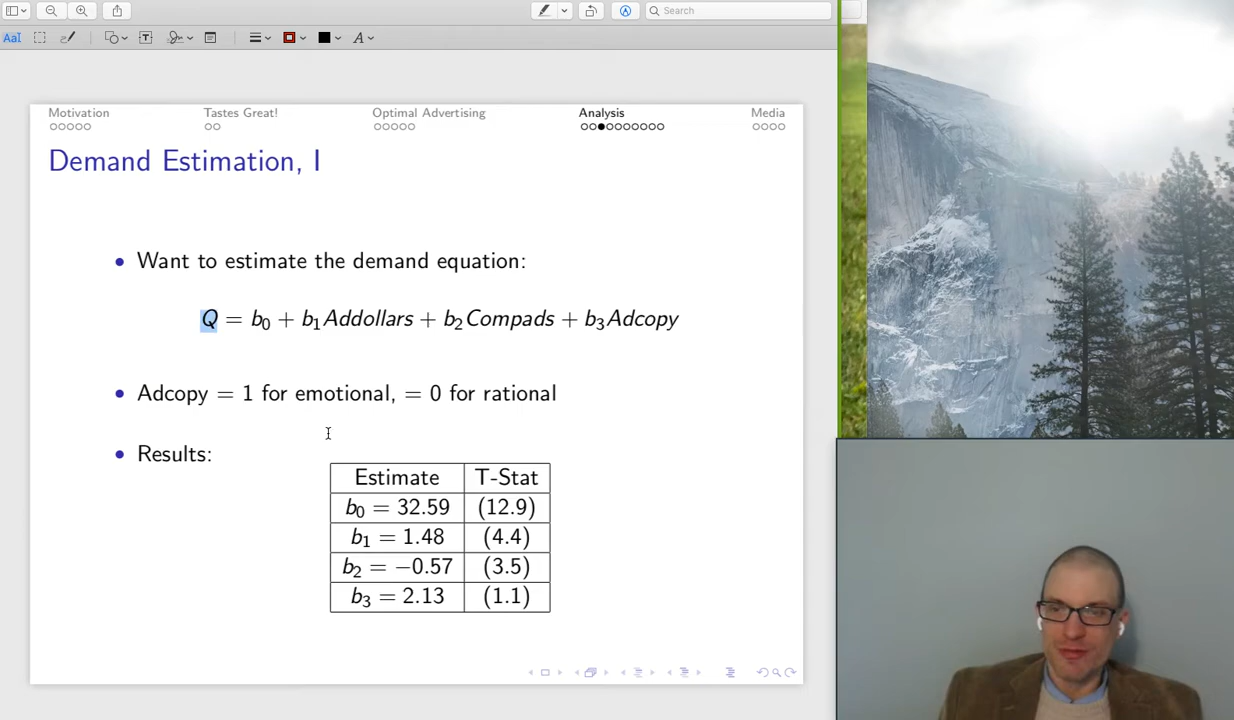 Search
AaI
A
Motivation Tastes Great! Optimal Advertising Analysis Media
Demand Estimation, I
• Want to estimate the demand equation:
Q = b₀ + b₁Addollars + b₂Compads + b₃Adcopy
• Adcopy = 1 for emotional, = 0 for rational
• Results:
Estimate T-Stat
b₀ = 32.59 (12.9)
b₁ = 1.48 (4.4)
b₂ = −0.57 (3.5)
b₃ = 2.13 (1.1)